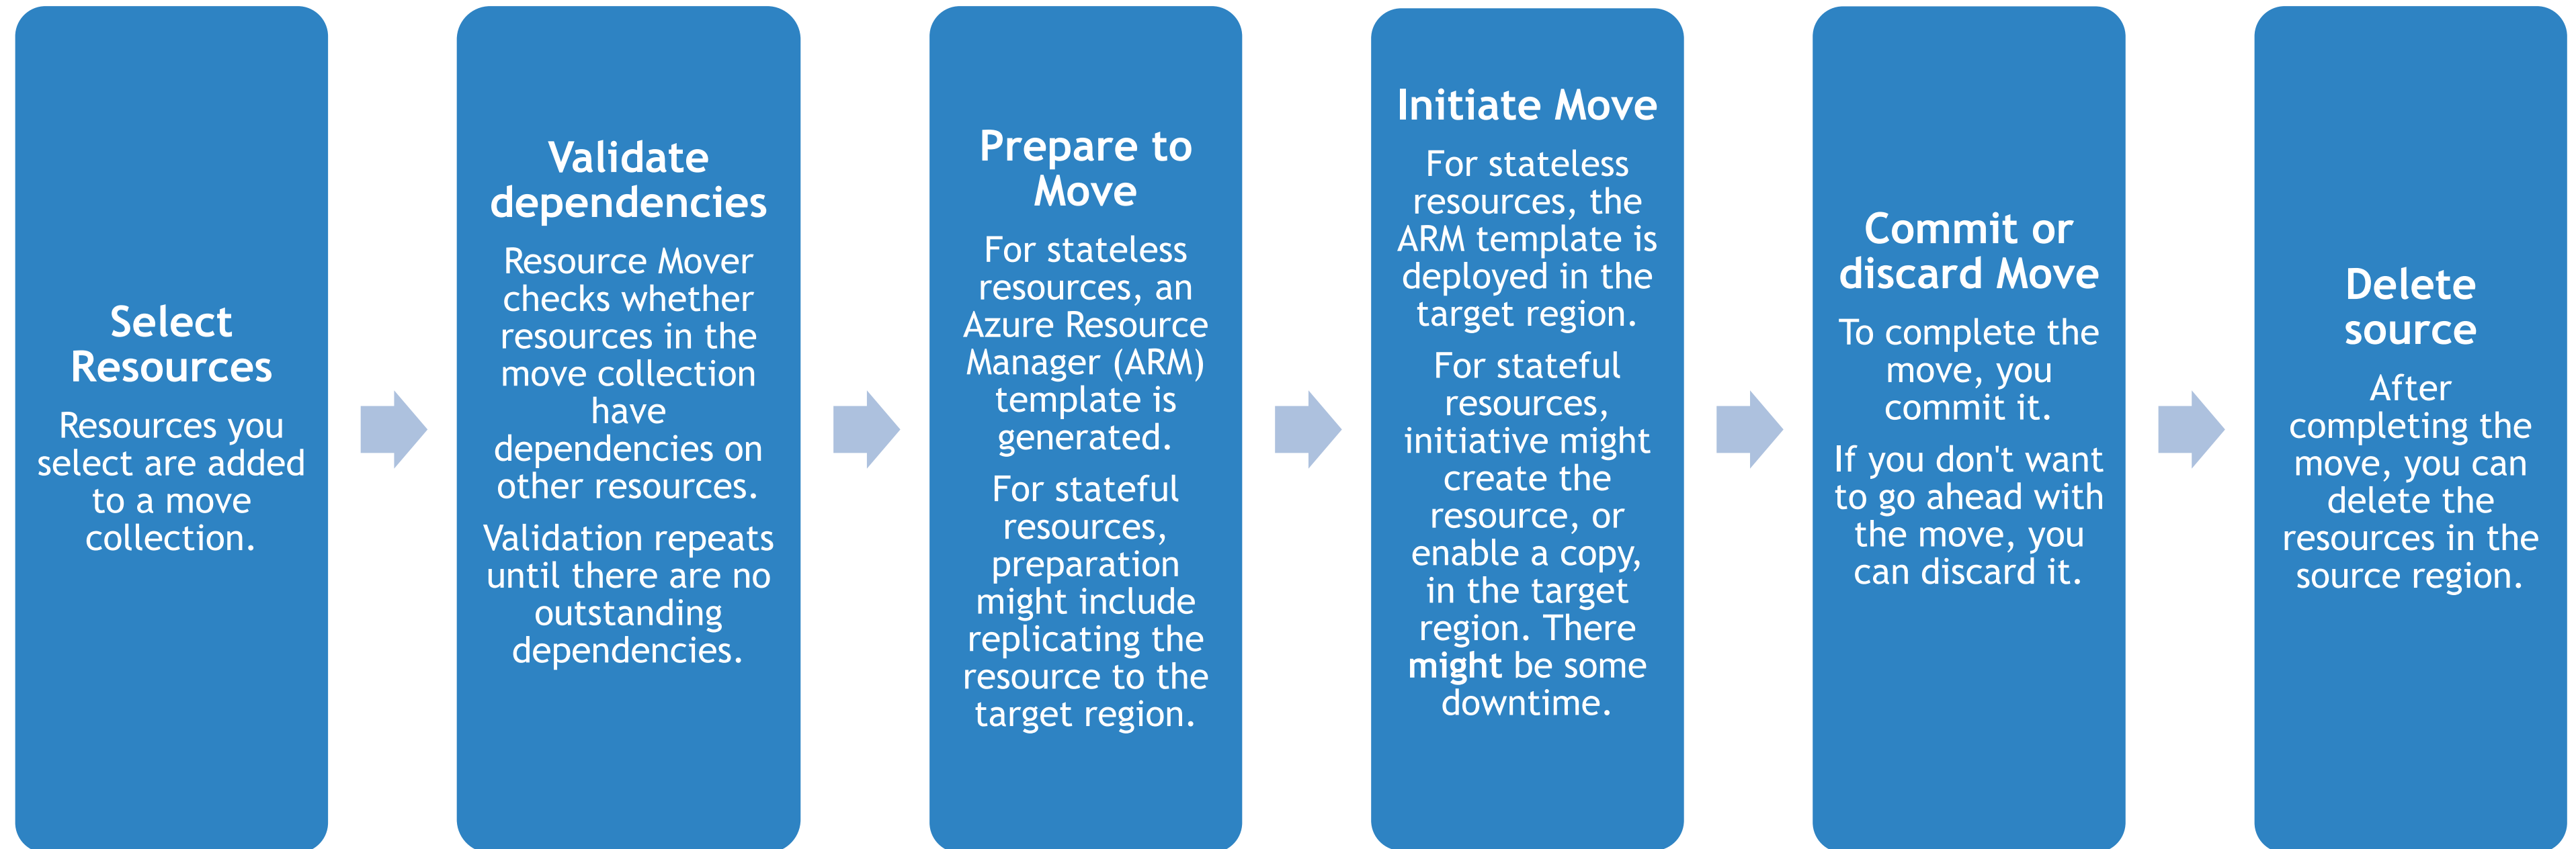 Select
Resources
Resources you
select are added
to a move
collection.
Validate
dependencies
Resource Mover
checks whether
resources in the
move collection
have
dependencies on
other resources.
Validation repeats
until there are no
outstanding
dependencies.
Prepare to
Move
For stateless
resources, an
Azure Resource
Manager (ARM)
template is
generated.
For stateful
resources,
preparation
might include
replicating the
resource to the
target region.
Initiate Move
For stateless
resources, the
ARM template is
deployed in the
target region.
For stateful
resources,
initiative might
create the
resource, or
enable a copy,
in the target
region. There
might be some
downtime.
Commit or
discard Move
To complete the
move, you
commit it.
If you don't want
to go ahead with
the move, you
can discard it.
Delete
source
After
completing the
move, you can
delete the
resources in the
source region.